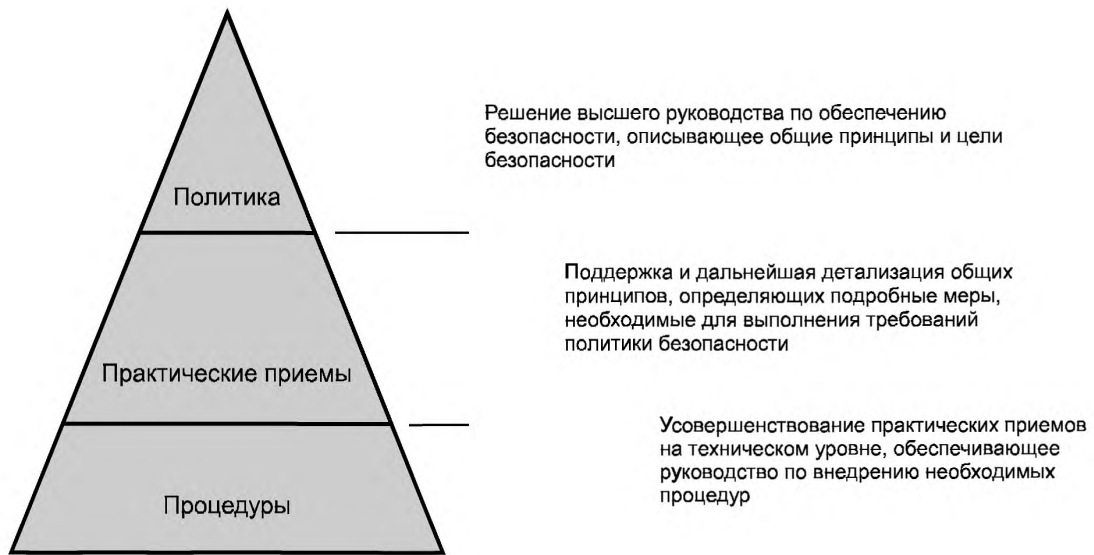 Решение высшего руководства по обеспечению
безопасности, описывающее общие принципы и цели
безопасности
Политика
Поддержка и дальнейшая детализация общих
принципов, определяющих подробные меры,
необходимые для выполнения требований
политики безопасности
Практические приемы
Усовершенствование практических приемов
на техническом уровне, обеспечивающее
руководство по внедрению необходимых
процедур
Процедуры